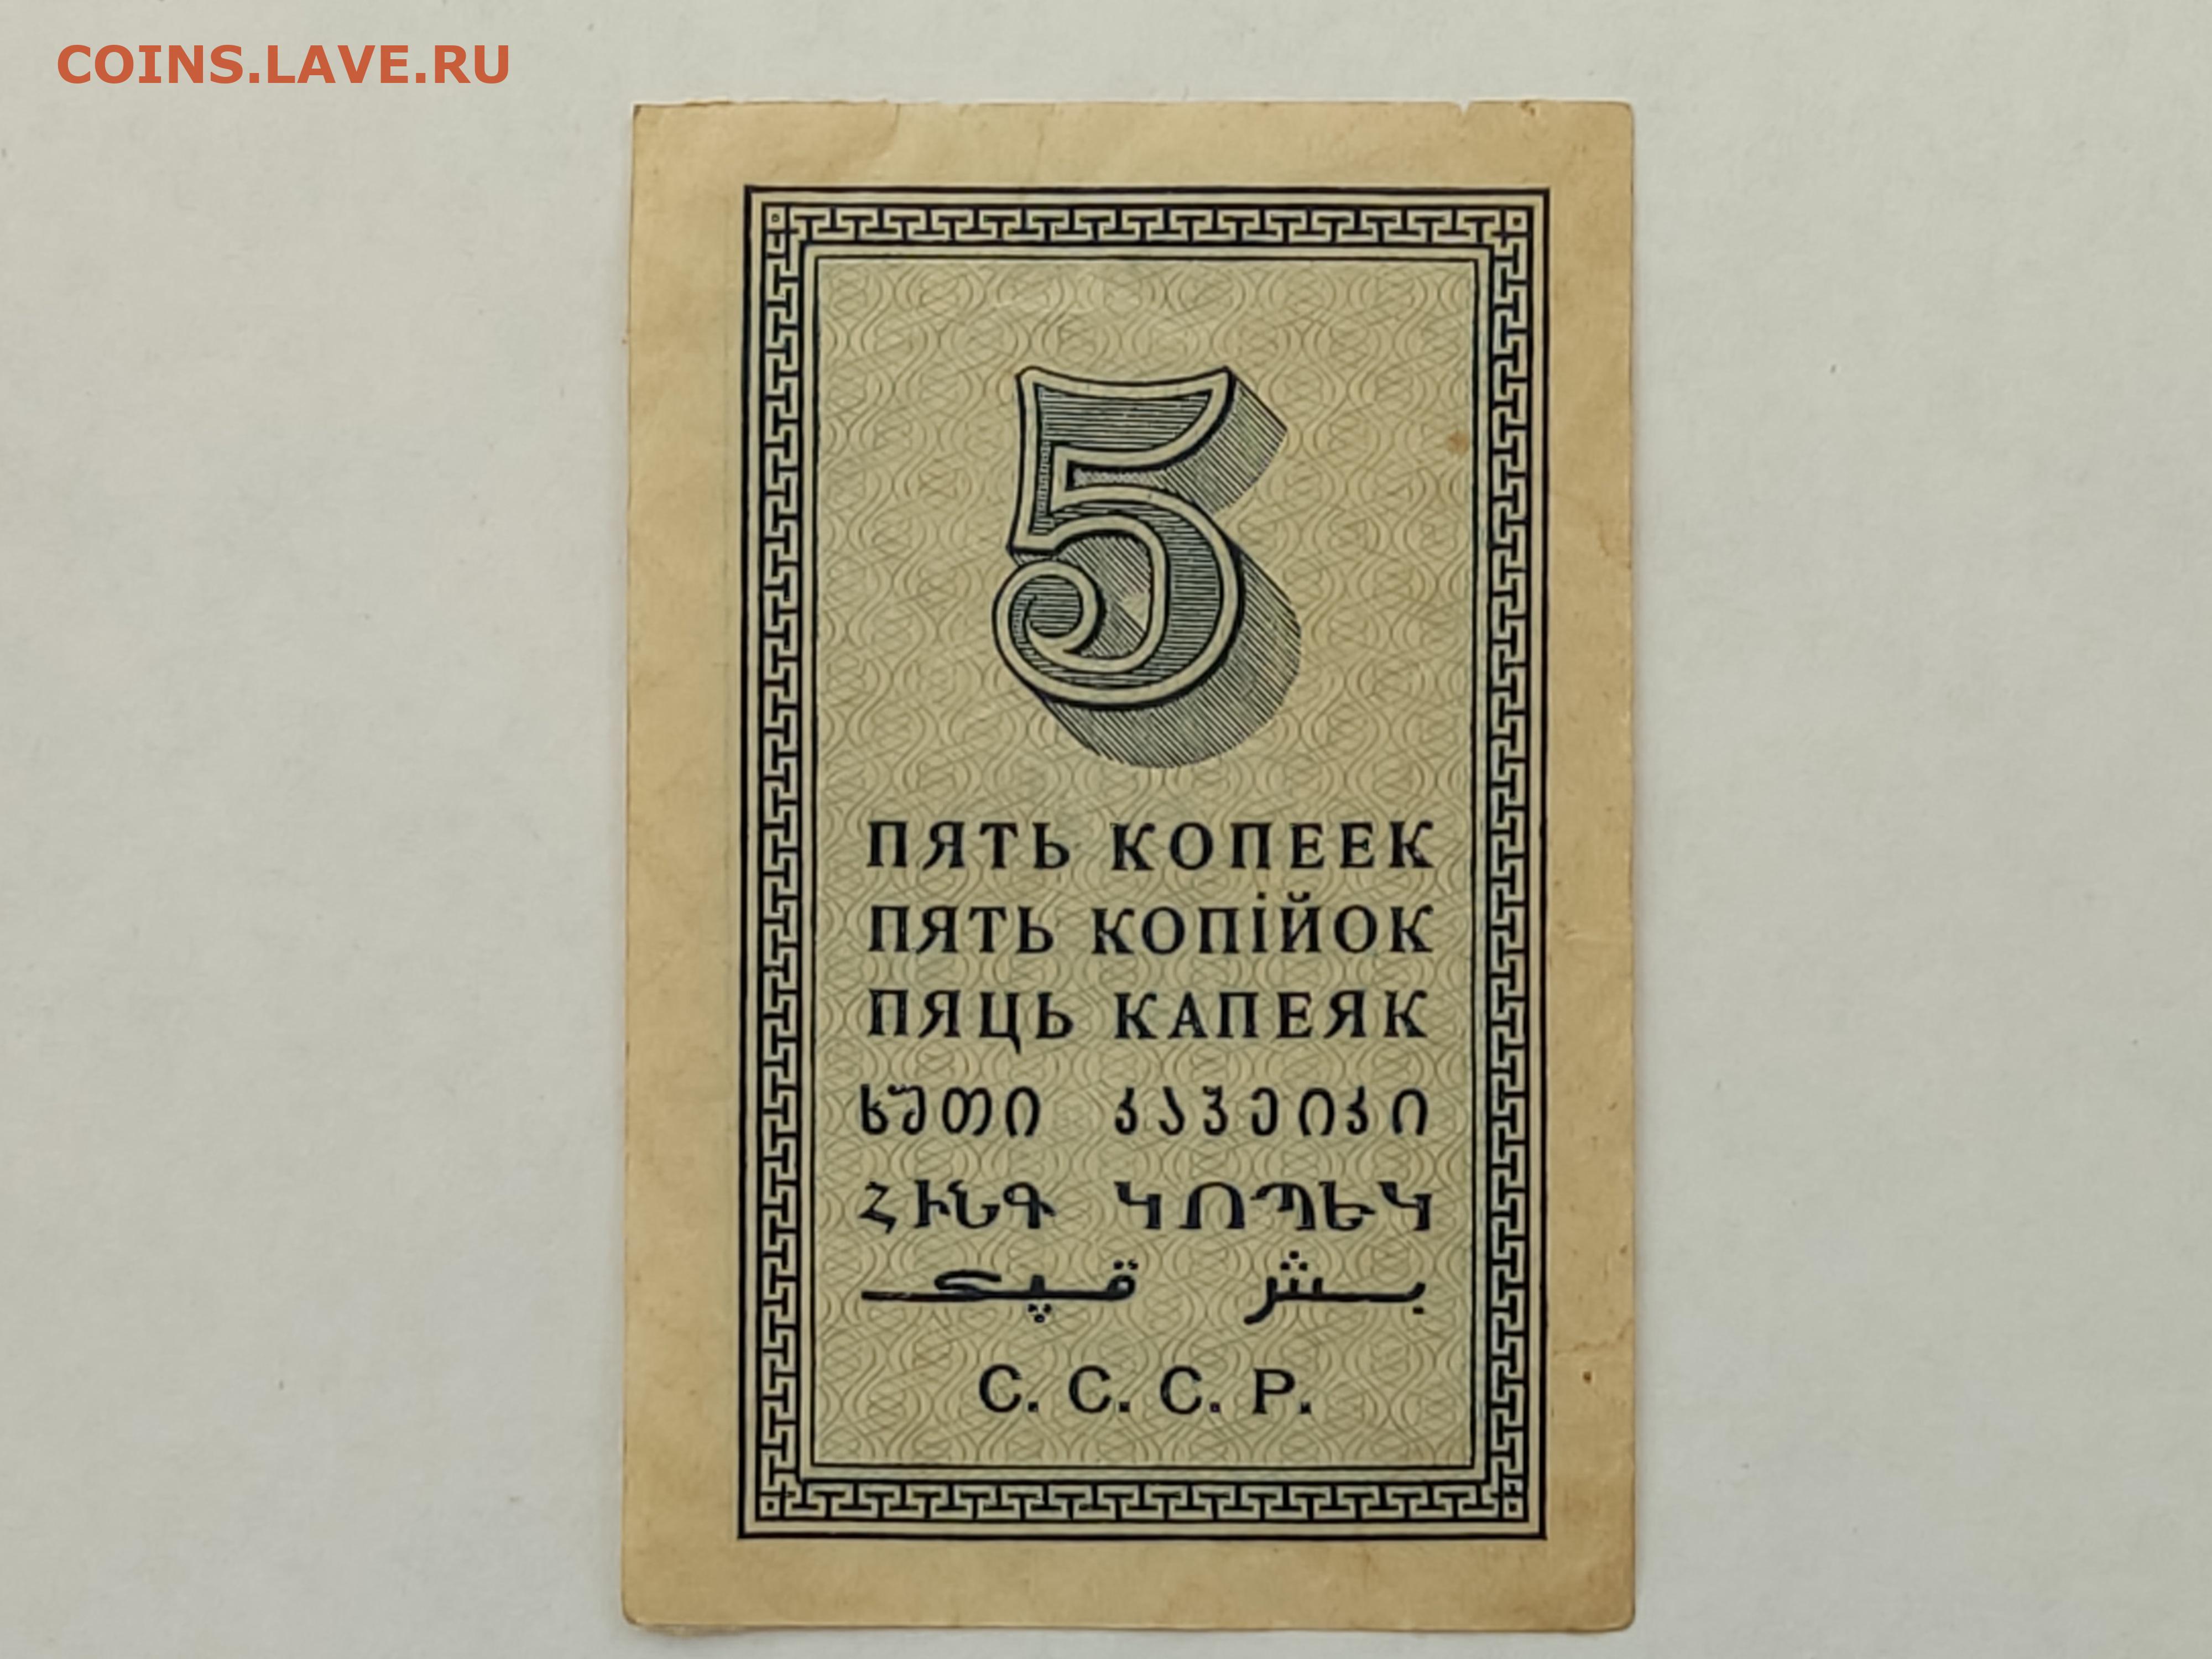 COINS.LAVE.RU
5
ПЯТЬ КОПЕЕК
ПЯТЬ КОПІЙОК
ПЯЦЬ КАПЕЯК
ხუთი კაპეიკი
ՀԻՆԳ ԿՈՊԵԿ
بش قپك
С. С. С. Р.